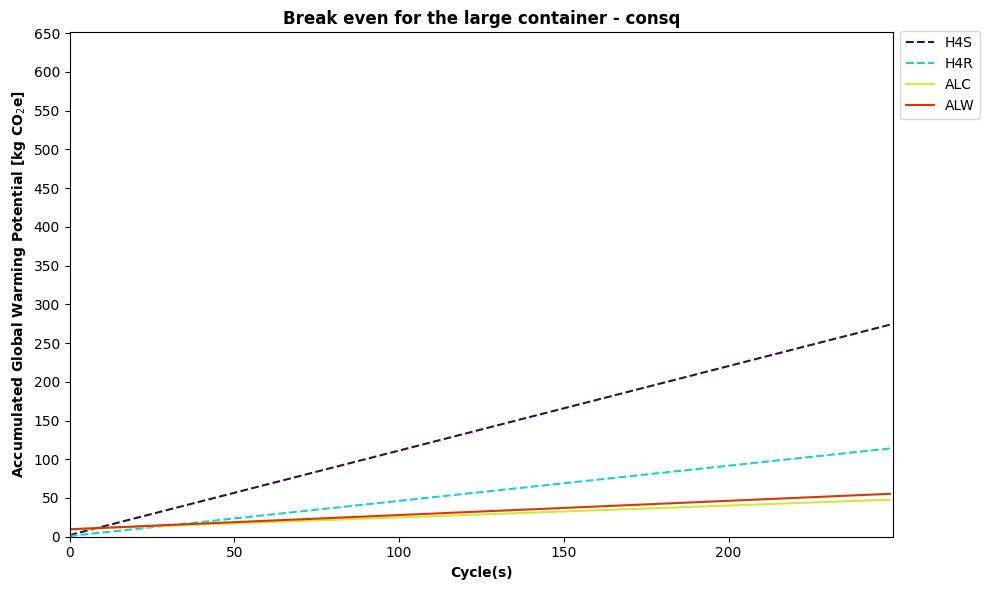 Break even for the large container - consq
Accumulated Global Warming Potential [kg CO₂e]
650
600
550
500
450
400
350
300
250
200
150
100
50
0
0 50 100 150 200
Cycle(s)
H4S
H4R
ALC
ALW